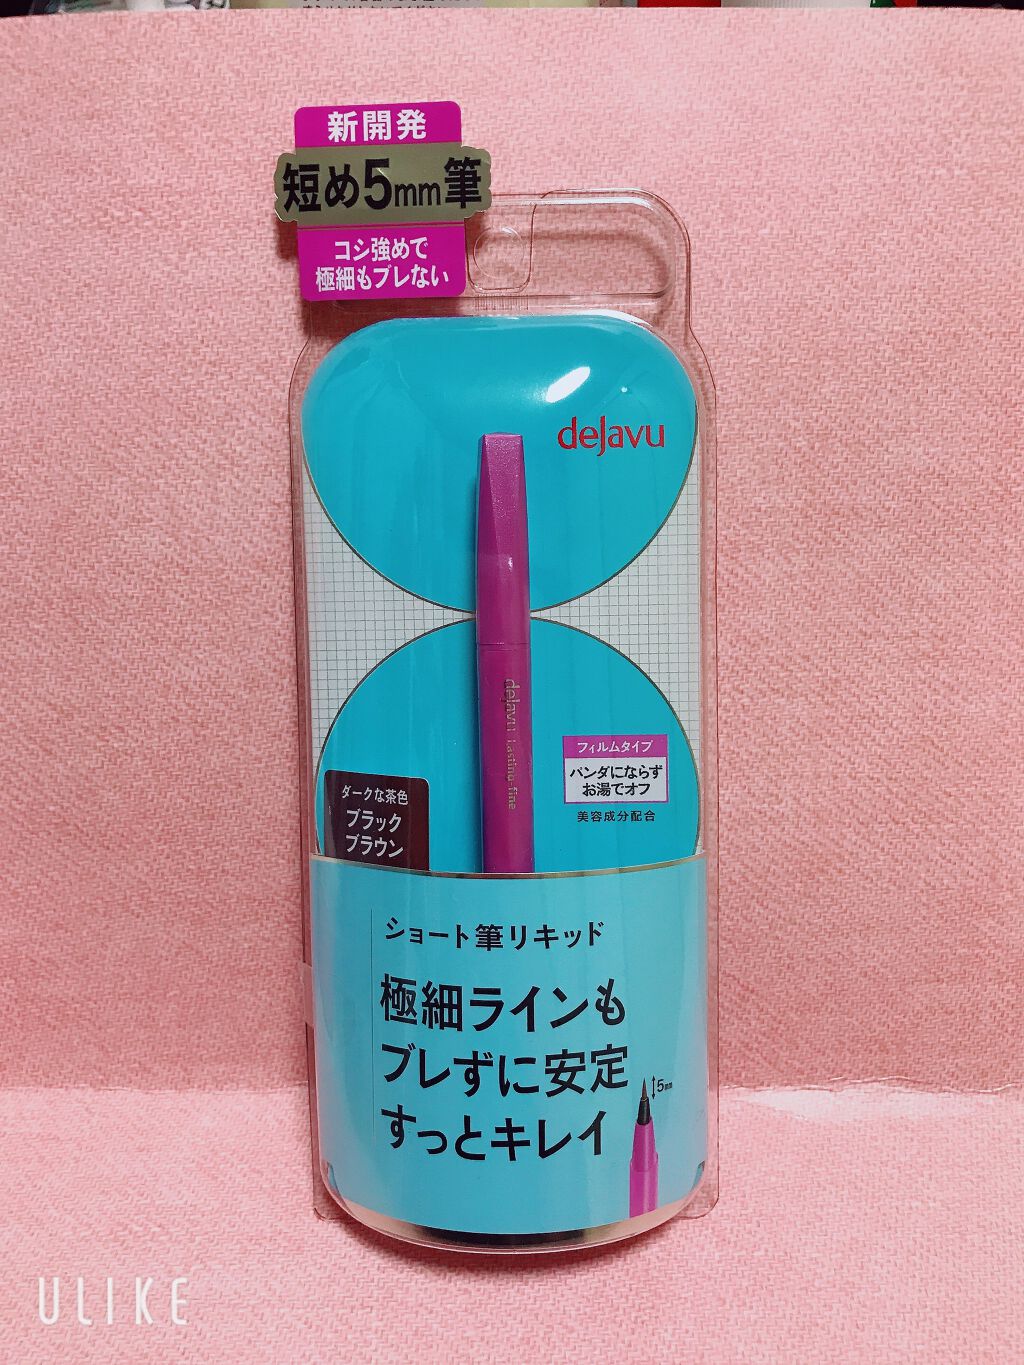 新開発
短め5mm筆
コシ強めで
極細もブレない
dejavu
dejavu Lasting-fine
フィルムタイプ
パンダにならず
お湯でオフ
美容成分配合
ダークな茶色
ブラック
ブラウン
ショート筆リキッド
極細ラインも
ブレずに安定
すっとキレイ
5mm
ULIKE